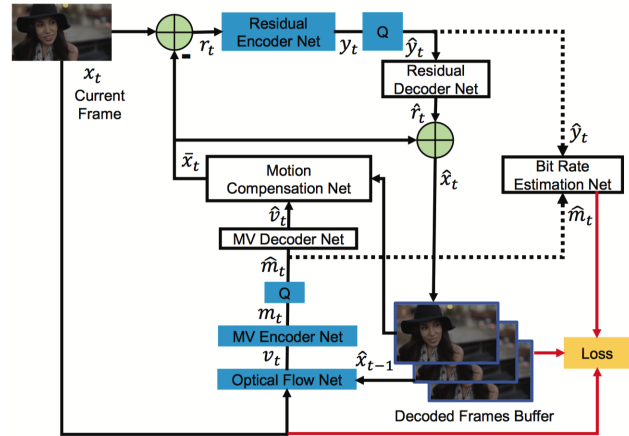 Residual
Encoder Net
Q
r_t
y_t
ŷ_t
-
x_t
Current
Frame
Residual
Decoder Net
r̂_t
ŷ_t
x̄_t
Motion
Compensation Net
x̂_t
Bit Rate
Estimation Net
v̂_t
m̂_t
MV Decoder Net
m̂_t
Q
m_t
MV Encoder Net
v_t
x̂_{t-1}
Optical Flow Net
Loss
Decoded Frames Buffer